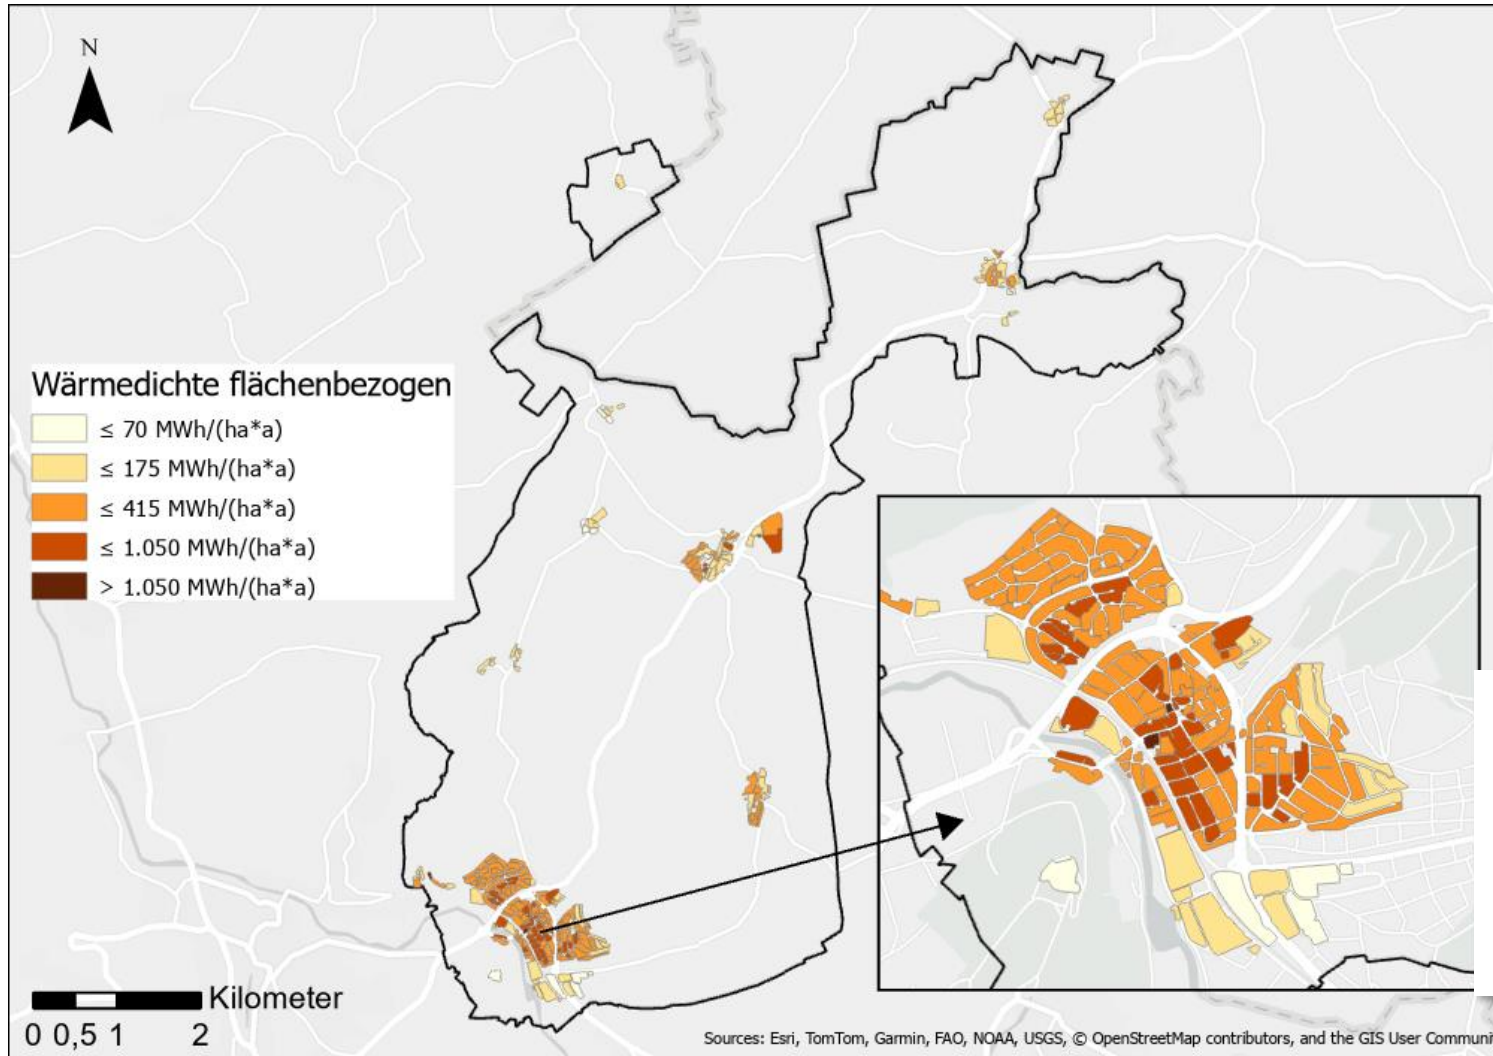 N
Wärmedichte flächenbezogen
≤ 70 MWh/(ha*a)
≤ 175 MWh/(ha*a)
≤ 415 MWh/(ha*a)
≤ 1.050 MWh/(ha*a)
> 1.050 MWh/(ha*a)
Kilometer
0 0,5 1 2
Sources: Esri, TomTom, Garmin, FAO, NOAA, USGS, © OpenStreetMap contributors, and the GIS User Communi